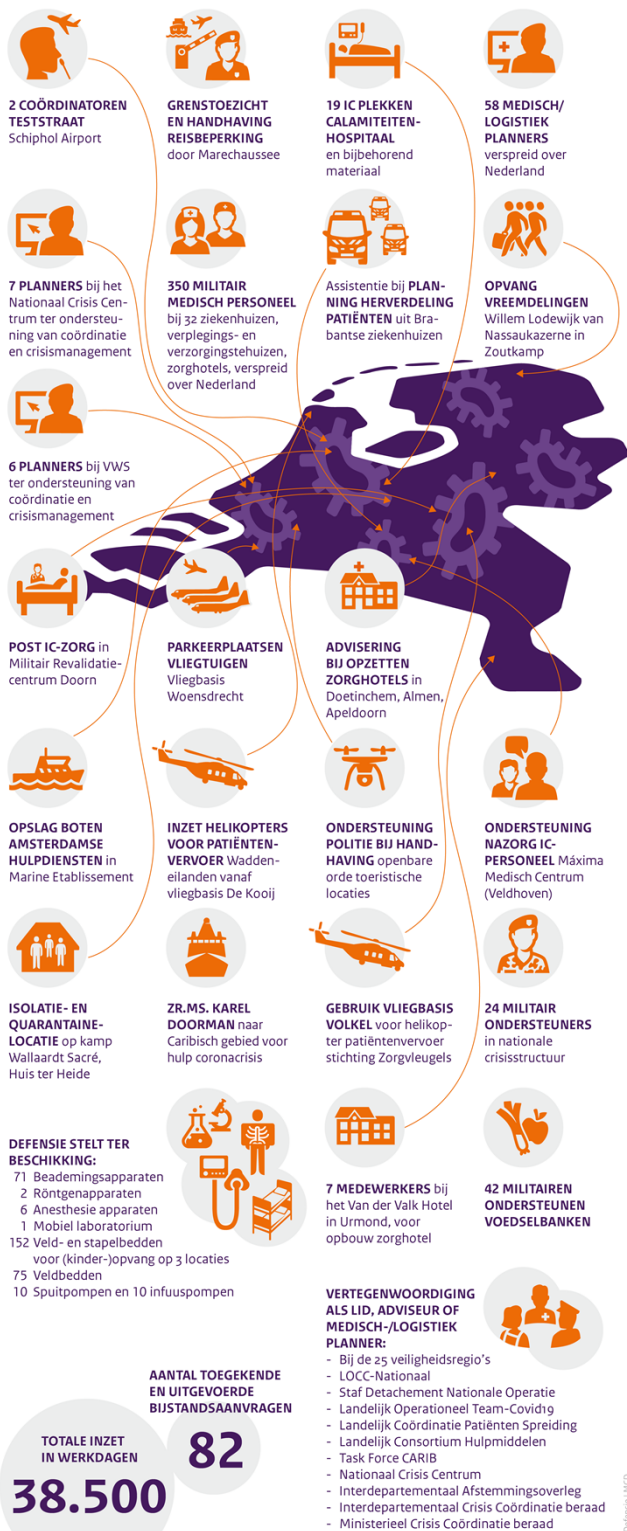 2 COÖRDINATOREN
TESTSTRAAT
Schiphol Airport
GRENSTOEZICHT
EN HANDHAVING
REISBEPERKING
door Marechaussee
19 IC PLEKKEN
CALAMITEITEN-
HOSPITAAL
en bijbehorend
materiaal
58 MEDISCH/
LOGISTIEK
PLANNERS
verspreid over
Nederland
7 PLANNERS bij het
Nationaal Crisis Cen-
trum ter ondersteu-
ning van coördinatie
en crisismanagement
350 MILITAIR
MEDISCH PERSONEEL
bij 32 ziekenhuizen,
verplegings- en
verzorgingstehuizen,
zorghotels, verspreid
over Nederland
Assistentie bij PLAN-
NING HERVERDELING
PATIËNTEN uit Bra-
bantse ziekenhuizen
OPVANG
VREEMDELINGEN
Willem Lodewijk van
Nassaukazerne in
Zoutkamp
6 PLANNERS bij VWS
ter ondersteuning van
coördinatie en
crisismanagement
POST IC-ZORG in
Militair Revalidatie-
centrum Doorn
PARKEERPLAATSEN
VLIEGTUIGEN
Vliegbasis
Woensdrecht
ADVISERING
BIJ OPZETTEN
ZORGHOTELS in
Doetinchem, Almen,
Apeldoorn
OPSLAG BOTEN
AMSTERDAMSE
HULPDIENSTEN in
Marine Etablissement
INZET HELIKOPTERS
VOOR PATIËNTEN-
VERVOER Wadden-
eilanden vanaf
vliegbasis De Kooij
ONDERSTEUNING
POLITIE BIJ HAND-
HAVING openbare
orde toeristische
locaties
ONDERSTEUNING
NAZORG IC-
PERSONEEL Máxima
Medisch Centrum
(Veldhoven)
ISOLATIE- EN
QUARANTAINE-
LOCATIE op kamp
Wallaardt Sacré,
Huis ter Heide
ZR.MS. KAREL
DOORMAN naar
Caribisch gebied voor
hulp coronacrisis
GEBRUIK VLIEGBASIS
VOLKEL voor helikop-
ter patiëntenvervoer
stichting Zorgvleugels
24 MILITAIR
ONDERSTEUNERS
in nationale
crisisstructuur
DEFENSIE STELT TER
BESCHIKKING:
71 Beademingsapparaten
2 Röntgenapparaten
6 Anesthesie apparaten
1 Mobiel laboratorium
152 Veld- en stapelbedden
voor (kinder-)opvang op 3 locaties
75 Veldbedden
10 Spuitpompen en 10 infuuspompen
7 MEDEWERKERS bij
het Van der Valk Hotel
in Urmond, voor
opbouw zorghotel
42 MILITAIREN
ONDERSTEUNEN
VOEDSELBANKEN
VERTEGENWOORDIGING
ALS LID, ADVISEUR OF
MEDISCH-/LOGISTIEK
PLANNER:
- Bij de 25 veiligheidsregio's
- LOCC-Nationaal
- Staf Detachement Nationale Operatie
- Landelijk Operationeel Team-Covid19
- Landelijk Coördinatie Patiënten Spreiding
- Landelijk Consortium Hulpmiddelen
- Task Force CARIB
- Nationaal Crisis Centrum
- Interdepartementaal Afstemmingsoverleg
- Interdepartementaal Crisis Coördinatie beraad
- Ministerieel Crisis Coördinatie beraad
AANTAL TOEGEKENDE
EN UITGEVOERDE
BIJSTANDSAANVRAGEN
82
TOTALE INZET
IN WERKDAGEN
38.500